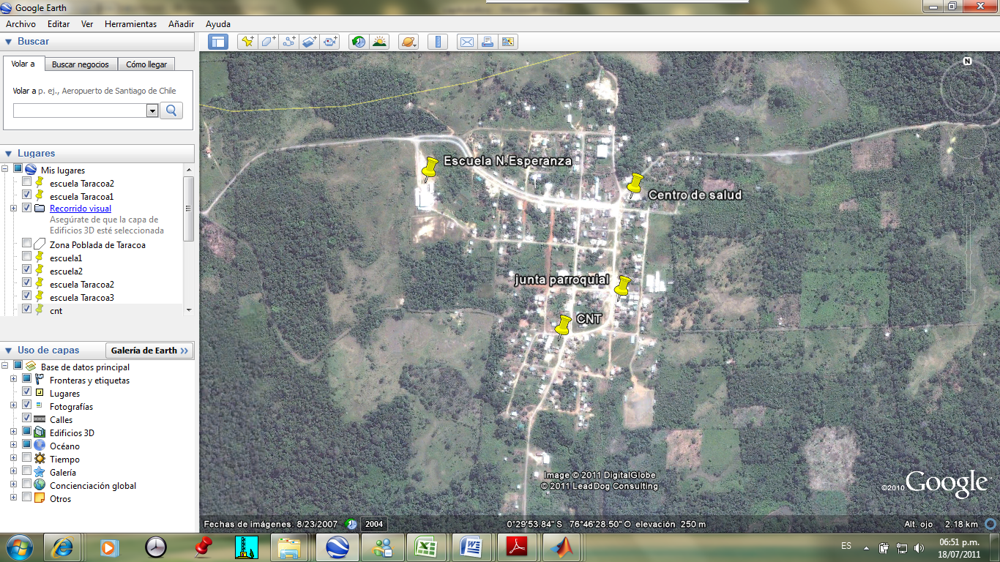 Google Earth
Archivo Editar Ver Herramientas Añadir Ayuda
Buscar
Volar a Buscar negocios Cómo llegar
Volar a p. ej., Aeropuerto de Santiago de Chile
Lugares
Mis lugares
escuela Taracoa2
escuela Taracoa1
Recorrido visual
Asegúrate de que la capa de
Edificios 3D esté seleccionada
Zona Poblada de Taracoa
escuela1
escuela2
escuela Taracoa2
escuela Taracoa3
cnt
Uso de capas
Galería de Earth >>
Base de datos principal
Fronteras y etiquetas
Lugares
Fotografías
Calles
Edificios 3D
Océano
Tiempo
Galería
Concienciación global
Otros
N
Escuela N.Esperanza
Centro de salud
junta parroquial
CNT
Image © 2011 DigitalGlobe
© 2011 LeadDog Consulting
©2010 Google
Fechas de imágenes: 8/23/2007 2004 0°29'53.84" S 76°46'28.50" O elevación 250 m Alt. ojo 2.18 km
ES 06:51 p.m.
18/07/2011